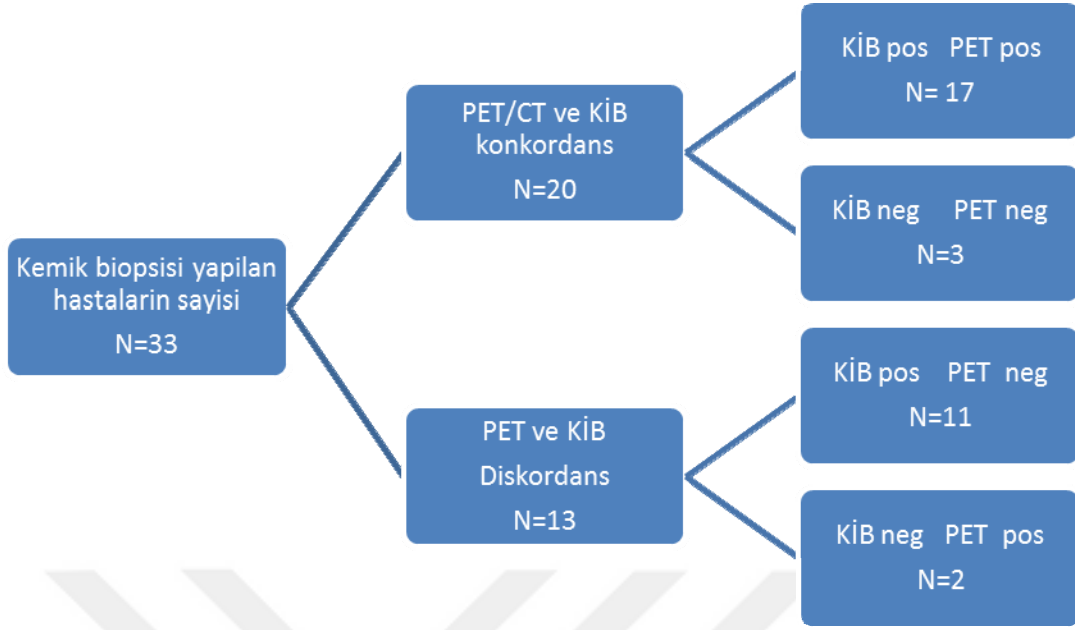 Kemik biopsisi yapilan
hastalarin sayisi
N=33
PET/CT ve KİB
konkordans
N=20
PET ve KİB
Diskordans
N=13
KİB pos PET pos
N= 17
KİB neg PET neg
N=3
KİB pos PET neg
N=11
KİB neg PET pos
N=2